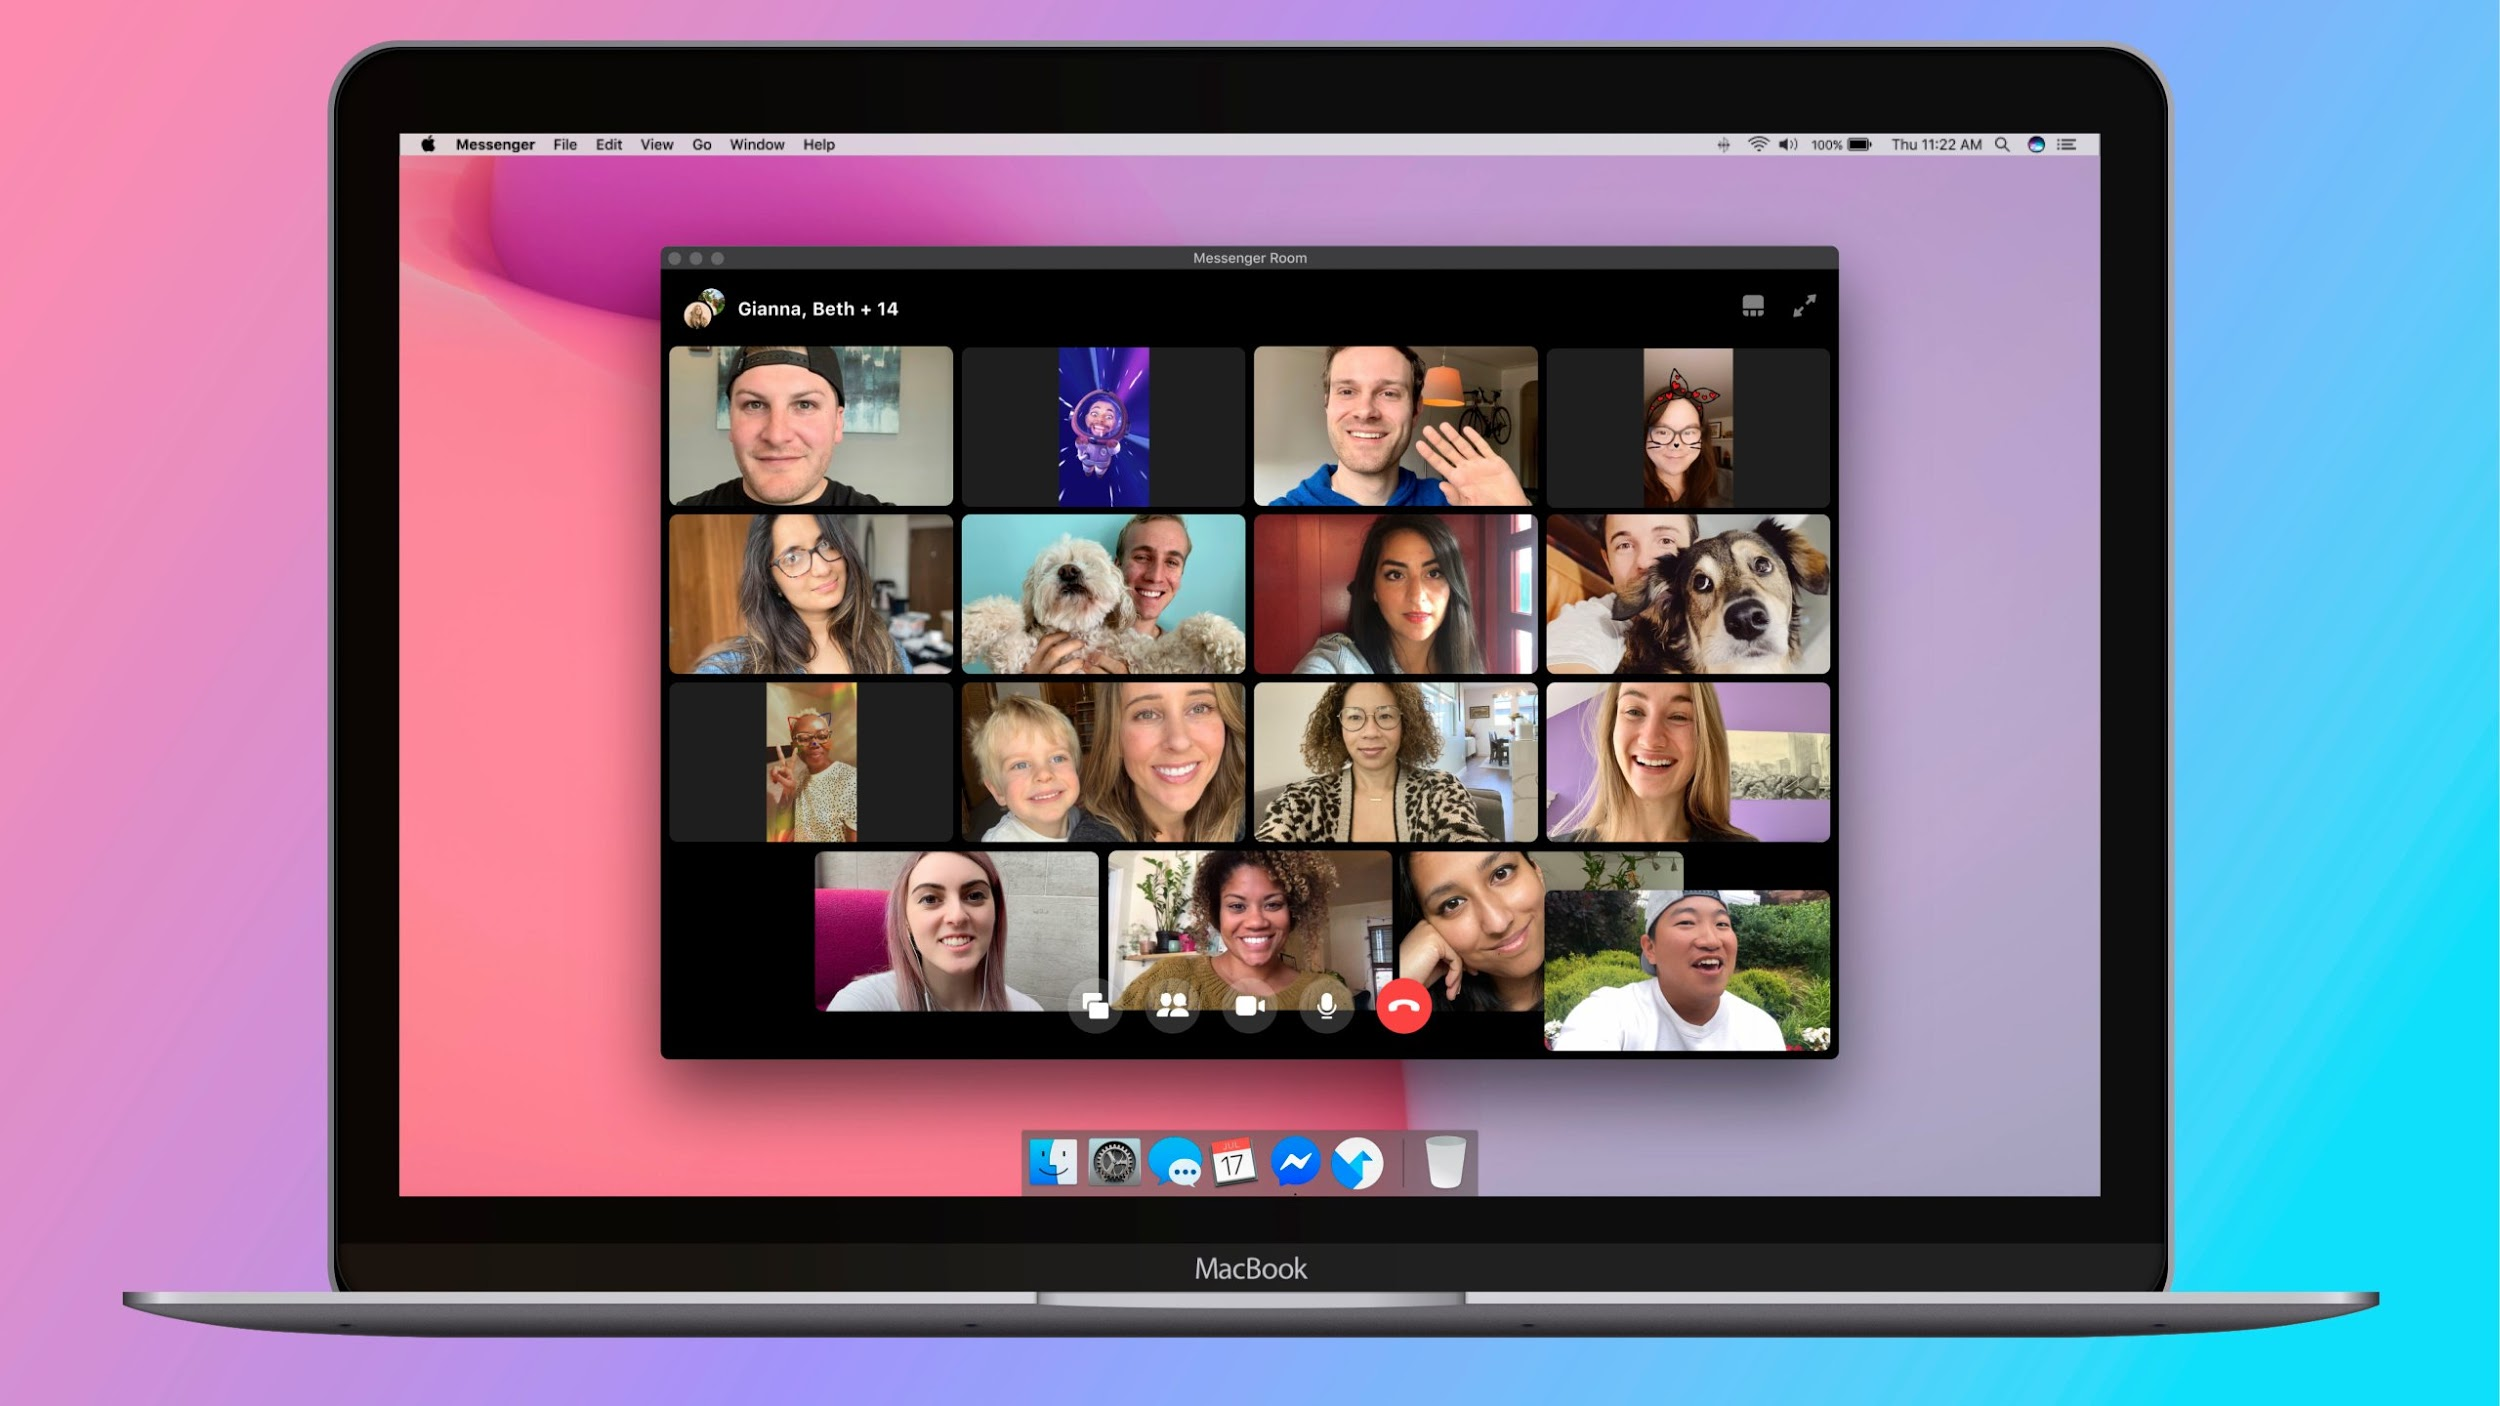 Messenger File Edit View Go Window Help 100% Thu 11:22 AM
Messenger Room
Gianna, Beth + 14
JUL
17
MacBook